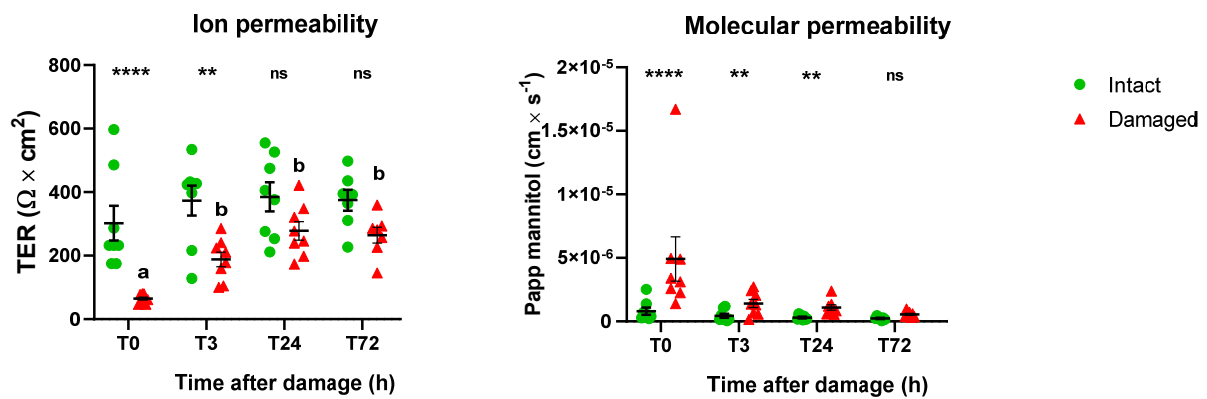 Ion permeability
TER (Ω × cm²)
800
600
400
200
0
**** ** ns ns
a b b b
T0 T3 T24 T72
Time after damage (h)
Molecular permeability
Papp mannitol (cm × s⁻¹)
2×10⁻⁵
1.5×10⁻⁵
1×10⁻⁵
5×10⁻⁶
0
**** ** ** ns
T0 T3 T24 T72
Time after damage (h)
Intact
Damaged